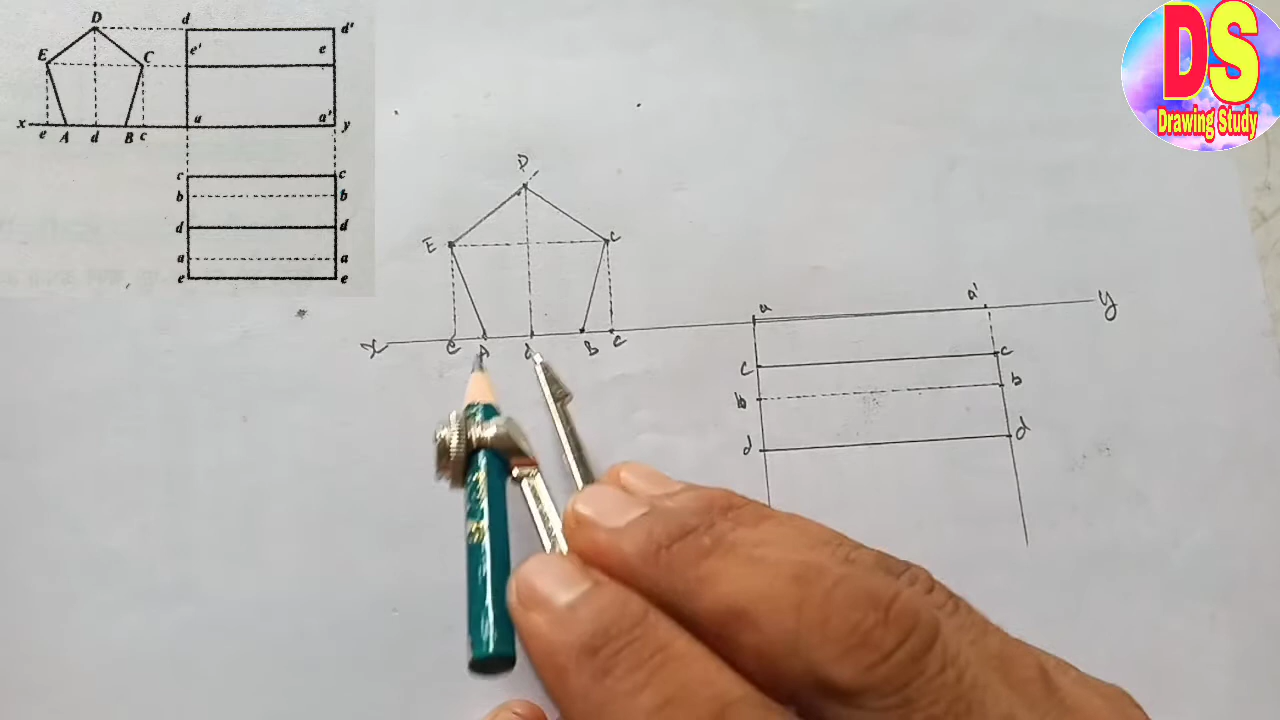 D d d'
E C e' e
x e A d B c a a' y
c c
b b
d d
a a
e e
DS
Drawing Study
D
E C
x e A d B c a a' y
c c
b b
d d